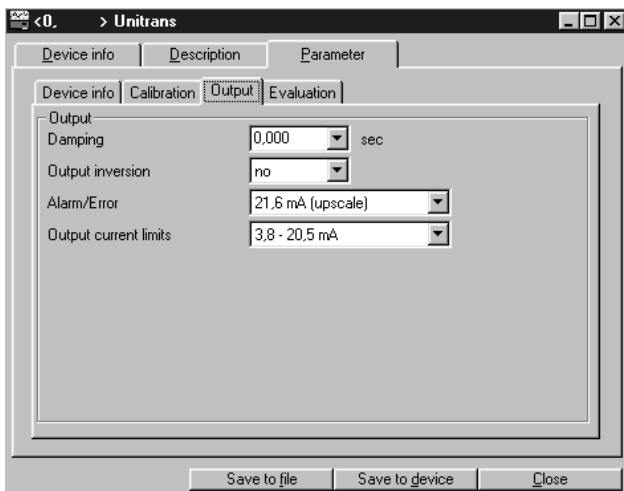 <0, > Unitrans
Device info Description Parameter
Device info Calibration Output Evaluation
Output
Damping 0,000 sec
Output inversion no
Alarm/Error 21,6 mA (upscale)
Output current limits 3,8 - 20,5 mA
Save to file Save to device Close